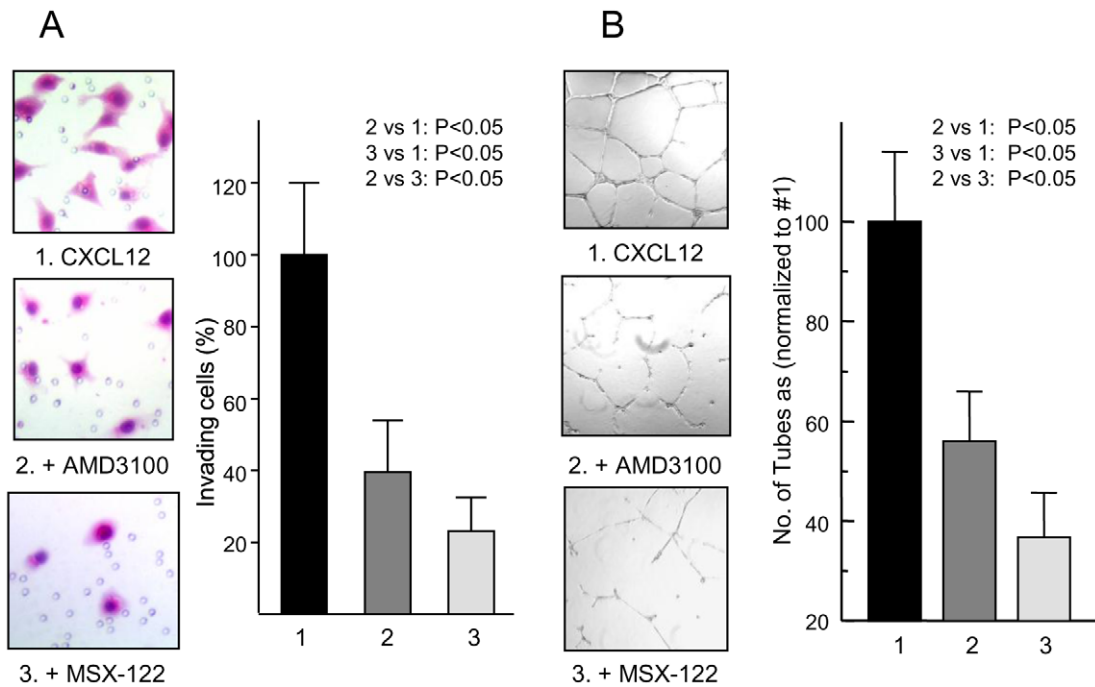 A
1. CXCL12
2. + AMD3100
3. + MSX-122
Invading cells (%)
120
100
80
60
40
20
1
2
3
2 vs 1: P<0.05
3 vs 1: P<0.05
2 vs 3: P<0.05
B
1. CXCL12
2. + AMD3100
3. + MSX-122
No. of Tubes as (normalized to #1)
100
80
60
40
20
1
2
3
2 vs 1: P<0.05
3 vs 1: P<0.05
2 vs 3: P<0.05